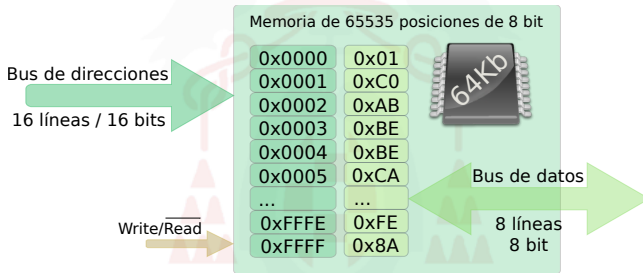 Memoria de 65535 posiciones de 8 bit
Bus de direcciones
16 líneas / 16 bits
0x0000 0x01
0x0001 0xC0
0x0002 0xAB
0x0003 0xBE
0x0004 0xBE
0x0005 0xCA
... ...
0xFFFE 0xFE
0xFFFF 0x8A
64Kb
Bus de datos
8 líneas
8 bit
Write/Read